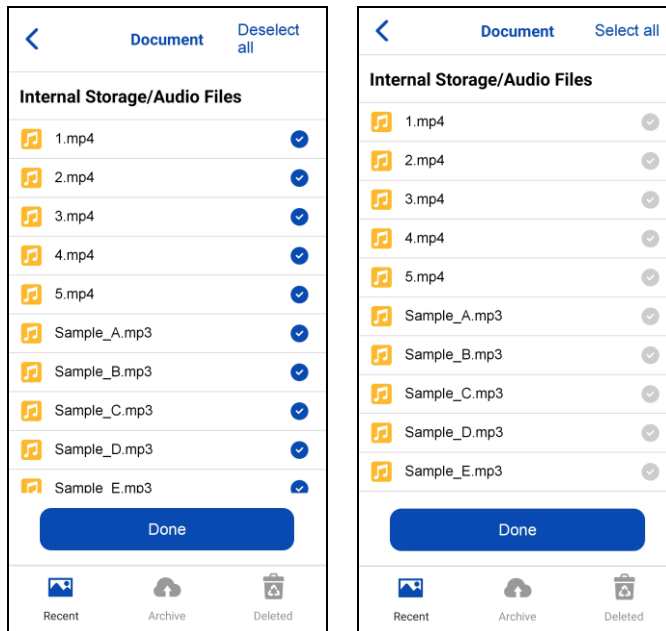 Document
Deselect
all
Internal Storage/Audio Files
1.mp4
2.mp4
3.mp4
4.mp4
5.mp4
Sample_A.mp3
Sample_B.mp3
Sample_C.mp3
Sample_D.mp3
Sample_E.mp3
Done
Recent
Archive
Deleted
Document
Select all
Internal Storage/Audio Files
1.mp4
2.mp4
3.mp4
4.mp4
5.mp4
Sample_A.mp3
Sample_B.mp3
Sample_C.mp3
Sample_D.mp3
Sample_E.mp3
Done
Recent
Archive
Deleted